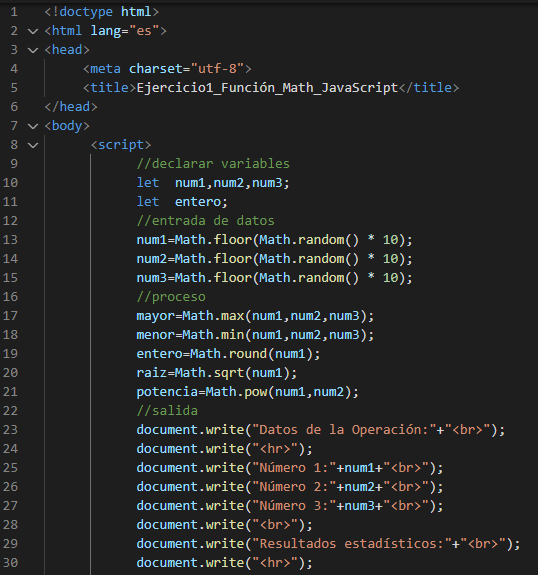 1 <!doctype html>
2 <html lang="es">
3 <head>
4 <meta charset="utf-8">
5 <title>Ejercicio1_Función_Math_JavaScript</title>
6 </head>
7 <body>
8 <script>
9 //declarar variables
10 let  num1,num2,num3;
11 let  entero;
12 //entrada de datos
13 num1=Math.floor(Math.random() * 10);
14 num2=Math.floor(Math.random() * 10);
15 num3=Math.floor(Math.random() * 10);
16 //proceso
17 mayor=Math.max(num1,num2,num3);
18 menor=Math.min(num1,num2,num3);
19 entero=Math.round(num1);
20 raiz=Math.sqrt(num1);
21 potencia=Math.pow(num1,num2);
22 //salida
23 document.write("Datos de la Operación:"+"<br>");
24 document.write("<hr>");
25 document.write("Número 1:"+num1+"<br>");
26 document.write("Número 2:"+num2+"<br>");
27 document.write("Número 3:"+num3+"<br>");
28 document.write("<br>");
29 document.write("Resultados estadísticos:"+"<br>");
30 document.write("<hr>");